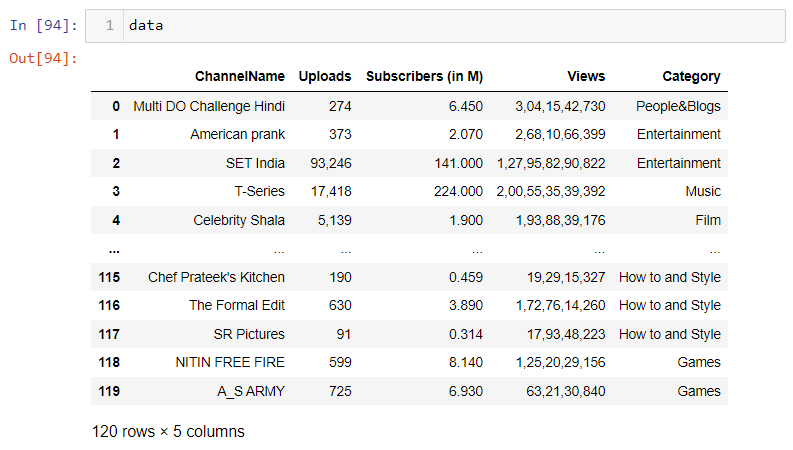 In [94]: 1 data
Out[94]:
ChannelName Uploads Subscribers (in M) Views Category
0 Multi DO Challenge Hindi 274 6.450 3,04,15,42,730 People&Blogs
1 American prank 373 2.070 2,68,10,66,399 Entertainment
2 SET India 93,246 141.000 1,27,95,82,90,822 Entertainment
3 T-Series 17,418 224.000 2,00,55,35,39,392 Music
4 Celebrity Shala 5,139 1.900 1,93,88,39,176 Film
... ... ... ... ... ...
115 Chef Prateek's Kitchen 190 0.459 19,29,15,327 How to and Style
116 The Formal Edit 630 3.890 1,72,76,14,260 How to and Style
117 SR Pictures 91 0.314 17,93,48,223 How to and Style
118 NITIN FREE FIRE 599 8.140 1,25,20,29,156 Games
119 A_S ARMY 725 6.930 63,21,30,840 Games
120 rows × 5 columns